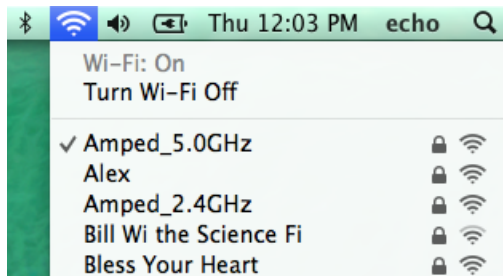 Thu 12:03 PM echo
Wi-Fi: On
Turn Wi-Fi Off
Amped_5.0GHz
Alex
Amped_2.4GHz
Bill Wi the Science Fi
Bless Your Heart